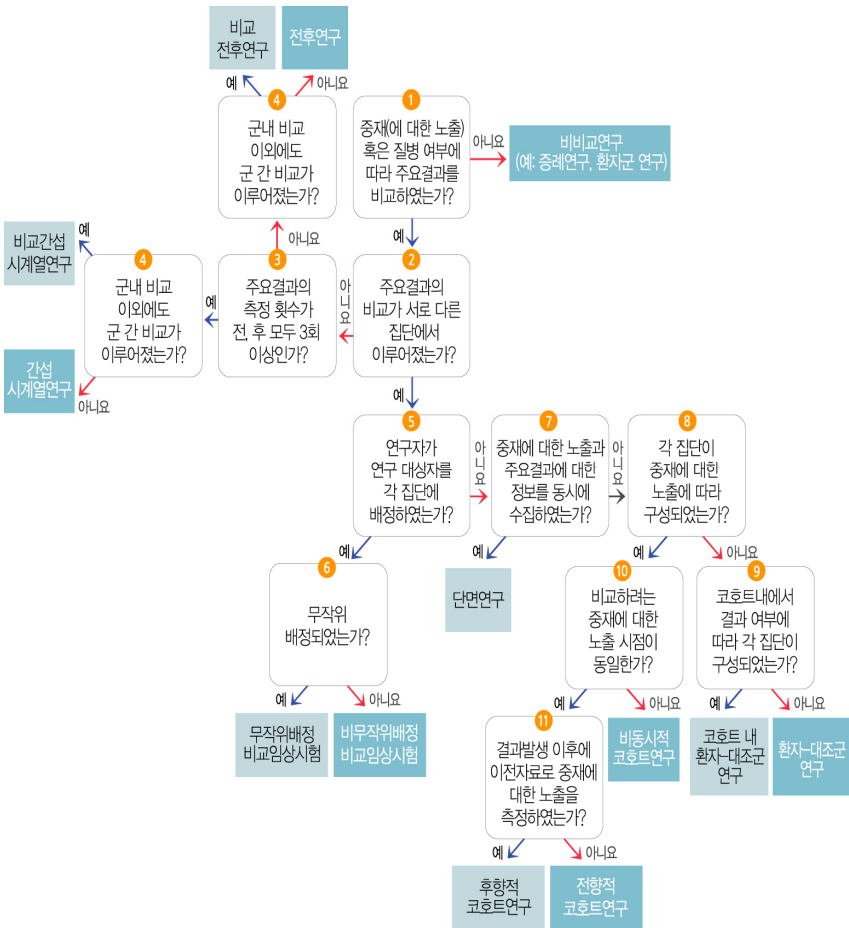 비교
전후연구
전후연구
예
아니요
4
군내 비교
이외에도
군 간 비교가
이루어졌는가?
1
중재(에 대한 노출)
혹은 질병 여부에
따라 주요결과를
비교하였는가?
아니요
비비교연구
(예: 증례연구, 환자군 연구)
아니요
예
비교간섭
시계열연구
예
4
군내 비교
이외에도
군 간 비교가
이루어졌는가?
예
3
주요결과의
측정 횟수가
전, 후 모두 3회
이상인가?
아니요
2
주요결과의
비교가 서로 다른
집단에서
이루어졌는가?
간섭
시계열연구
아니요
예
5
연구자가
연구 대상자를
각 집단에
배정하였는가?
아니요
7
중재에 대한 노출과
주요결과에 대한
정보를 동시에
수집하였는가?
아니요
8
각 집단이
중재에 대한
노출에 따라
구성되었는가?
예
예
예
아니요
6
무작위
배정되었는가?
단면연구
10
비교하려는
중재에 대한
노출 시점이
동일한가?
9
코호트내에서
결과 여부에
따라 각 집단이
구성되었는가?
예
아니요
예
아니요
예
아니요
무작위배정
비교임상시험
비무작위배정
비교임상시험
11
결과발생 이후에
이전자료로 중재에
대한 노출을
측정하였는가?
비동시적
코호트연구
코호트 내
환자-대조군
연구
환자-대조군
연구
예
아니요
후향적
코호트연구
전향적
코호트연구